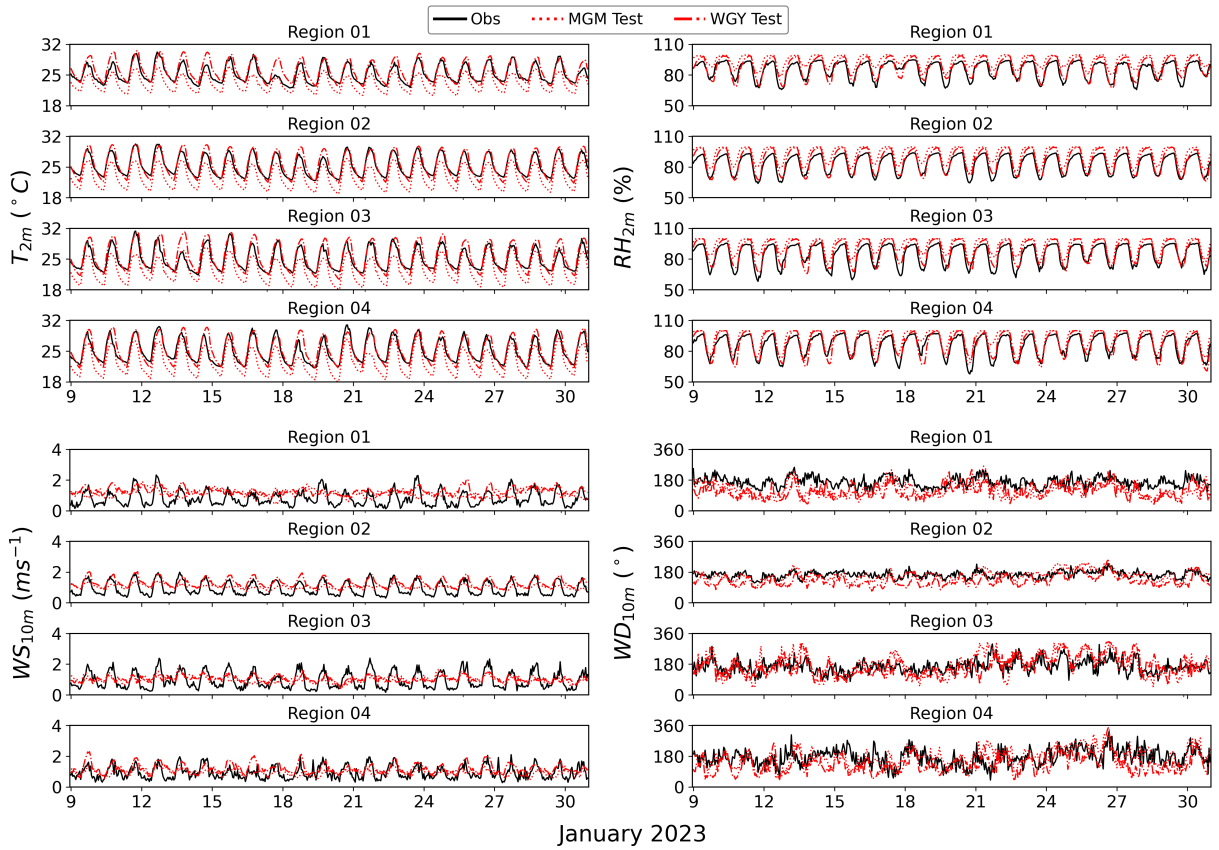 Obs MGM Test WGY Test
Region 01
32
25
18
Region 02
32
25
18
Region 03
32
25
18
Region 04
32
25
18
9 12 15 18 21 24 27 30
T2m (°C)
Region 01
110
80
50
Region 02
110
80
50
Region 03
110
80
50
Region 04
110
80
50
9 12 15 18 21 24 27 30
RH2m (%)
Region 01
4
2
0
Region 02
4
2
0
Region 03
4
2
0
Region 04
4
2
0
9 12 15 18 21 24 27 30
WS10m (ms−1)
Region 01
360
180
0
Region 02
360
180
0
Region 03
360
180
0
Region 04
360
180
0
9 12 15 18 21 24 27 30
WD10m (°)
January 2023